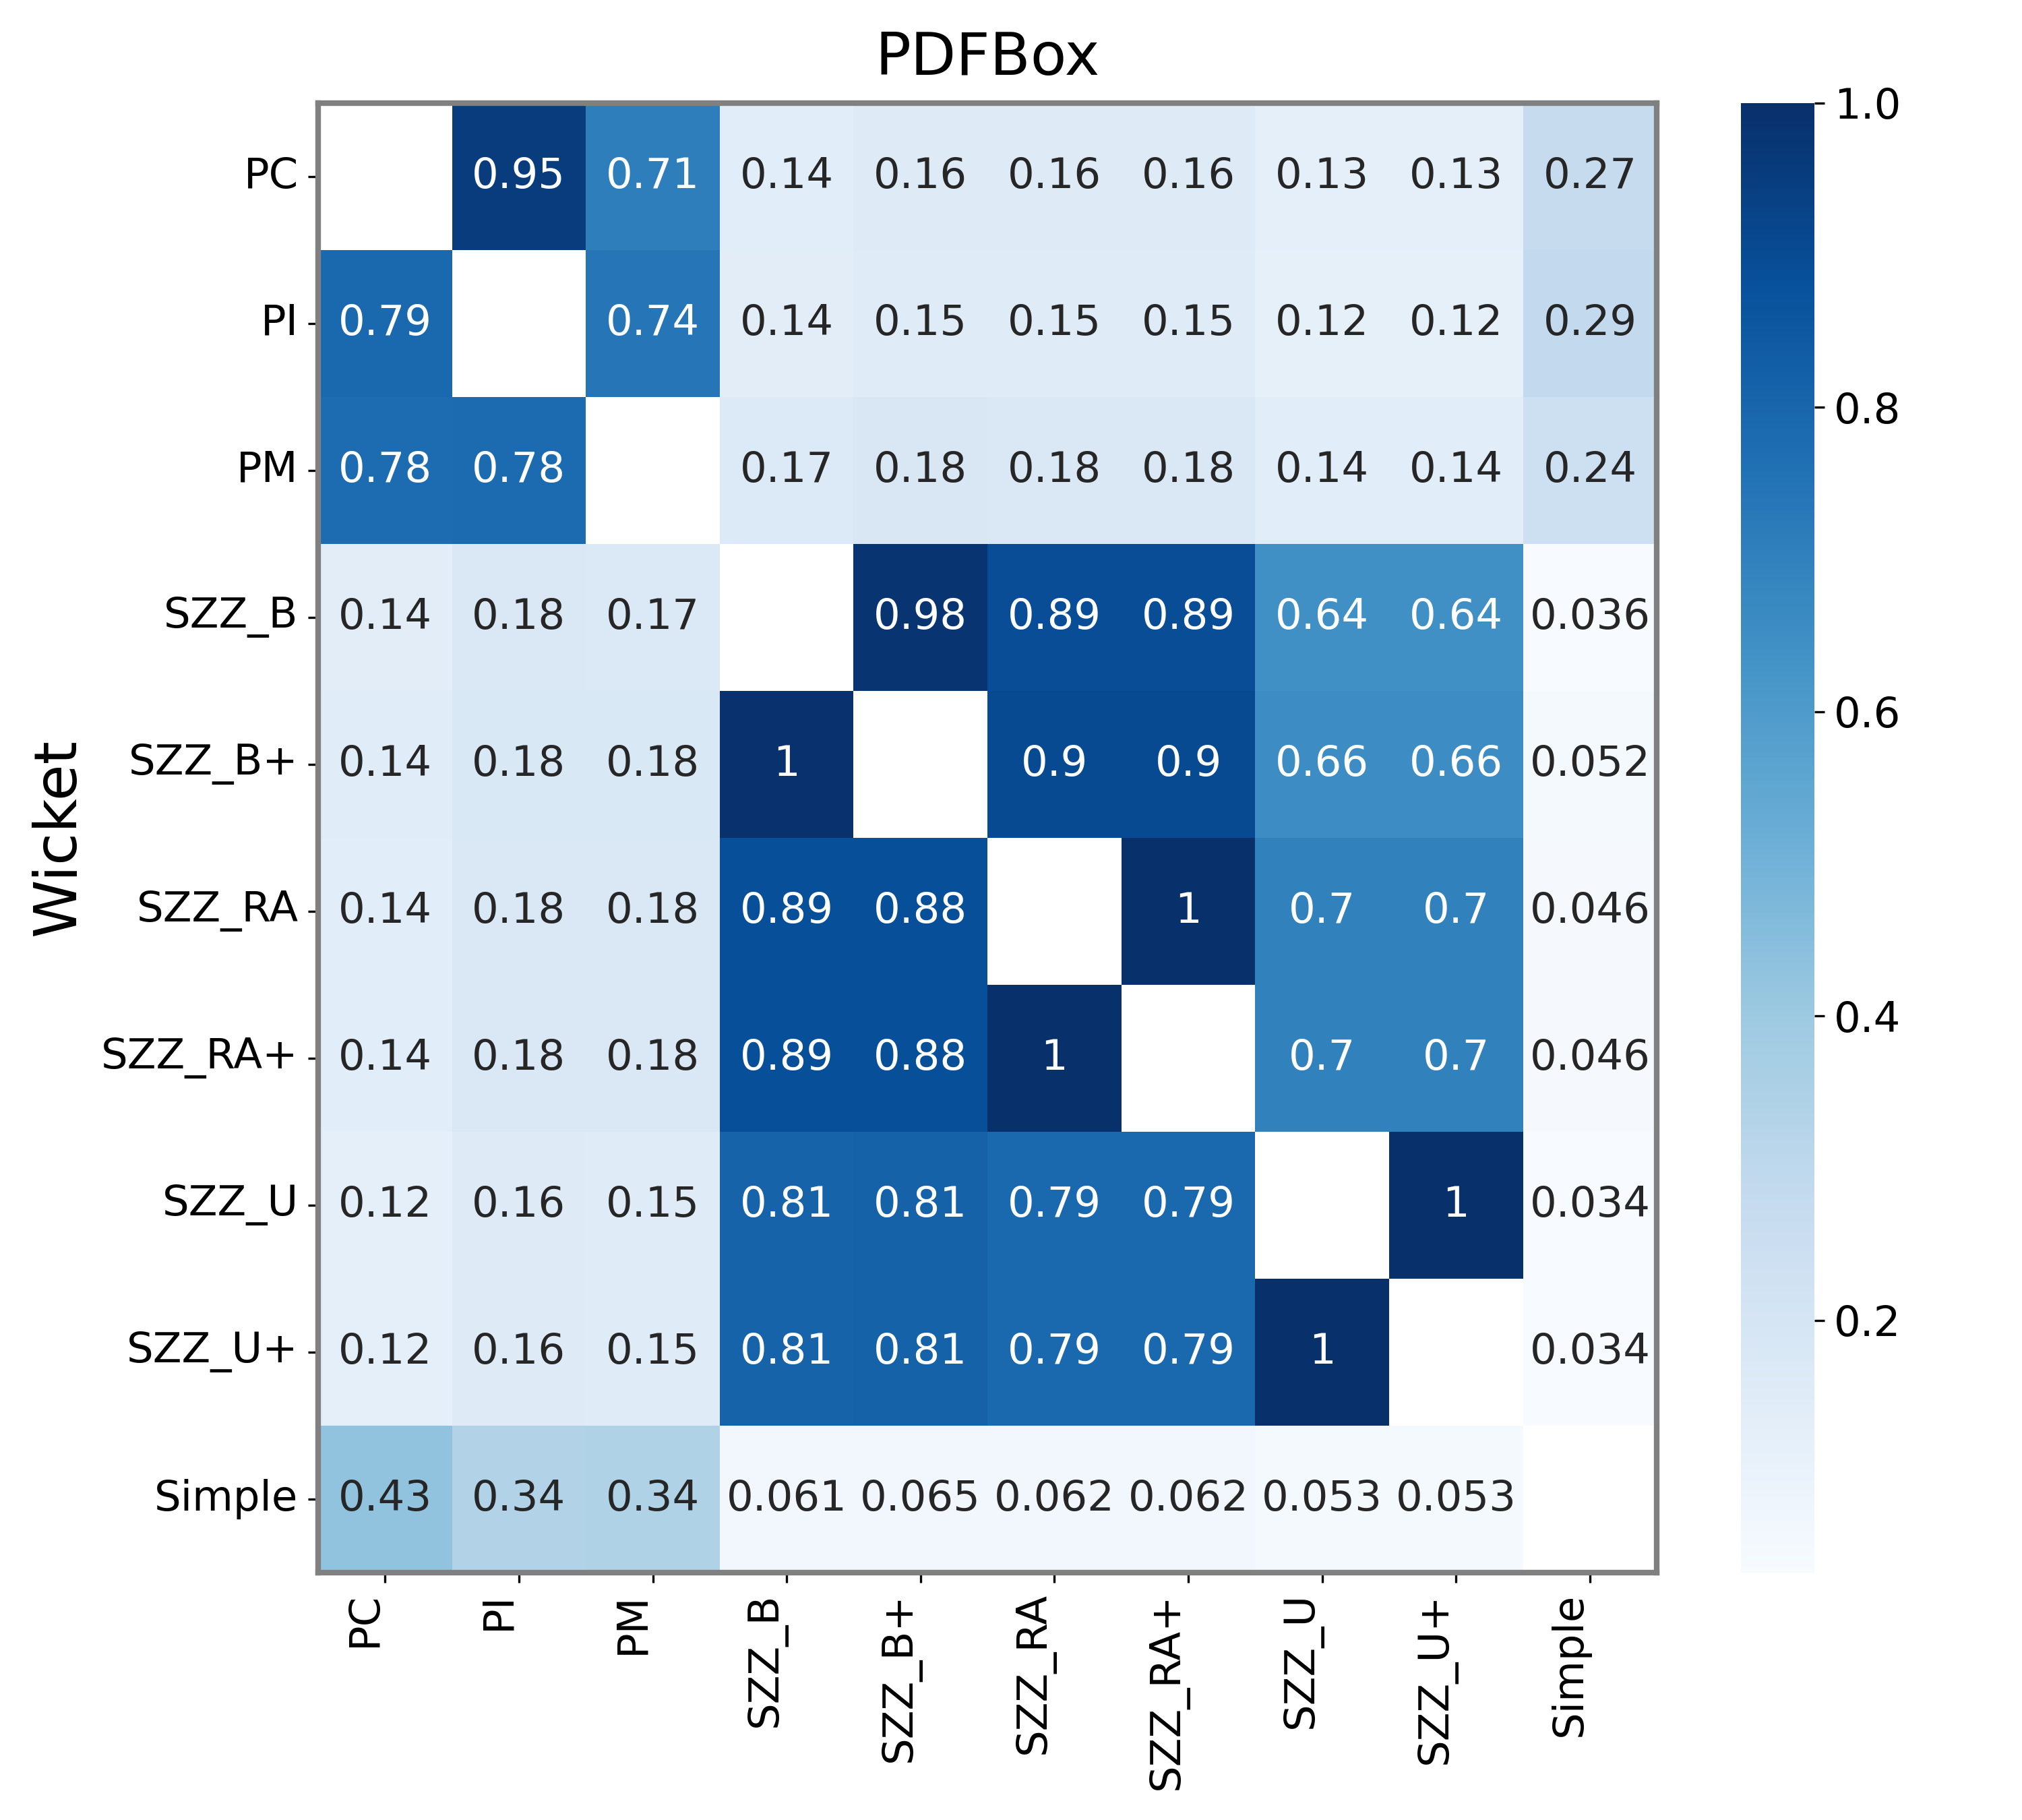 PDFBox
PC 0.95 0.71 0.14 0.16 0.16 0.16 0.13 0.13 0.27
PI 0.79 0.74 0.14 0.15 0.15 0.15 0.12 0.12 0.29
PM 0.78 0.78 0.17 0.18 0.18 0.18 0.14 0.14 0.24
SZZ_B 0.14 0.18 0.17 0.98 0.89 0.89 0.64 0.64 0.036
SZZ_B+ 0.14 0.18 0.18 1 0.9 0.9 0.66 0.66 0.052
SZZ_RA 0.14 0.18 0.18 0.89 0.88 1 0.7 0.7 0.046
SZZ_RA+ 0.14 0.18 0.18 0.89 0.88 1 0.7 0.7 0.046
SZZ_U 0.12 0.16 0.15 0.81 0.81 0.79 0.79 1 0.034
SZZ_U+ 0.12 0.16 0.15 0.81 0.81 0.79 0.79 1 0.034
Simple 0.43 0.34 0.34 0.061 0.065 0.062 0.062 0.053 0.053
PC PI PM SZZ_B SZZ_B+ SZZ_RA SZZ_RA+ SZZ_U SZZ_U+ Simple
Wicket
1.0
0.8
0.6
0.4
0.2